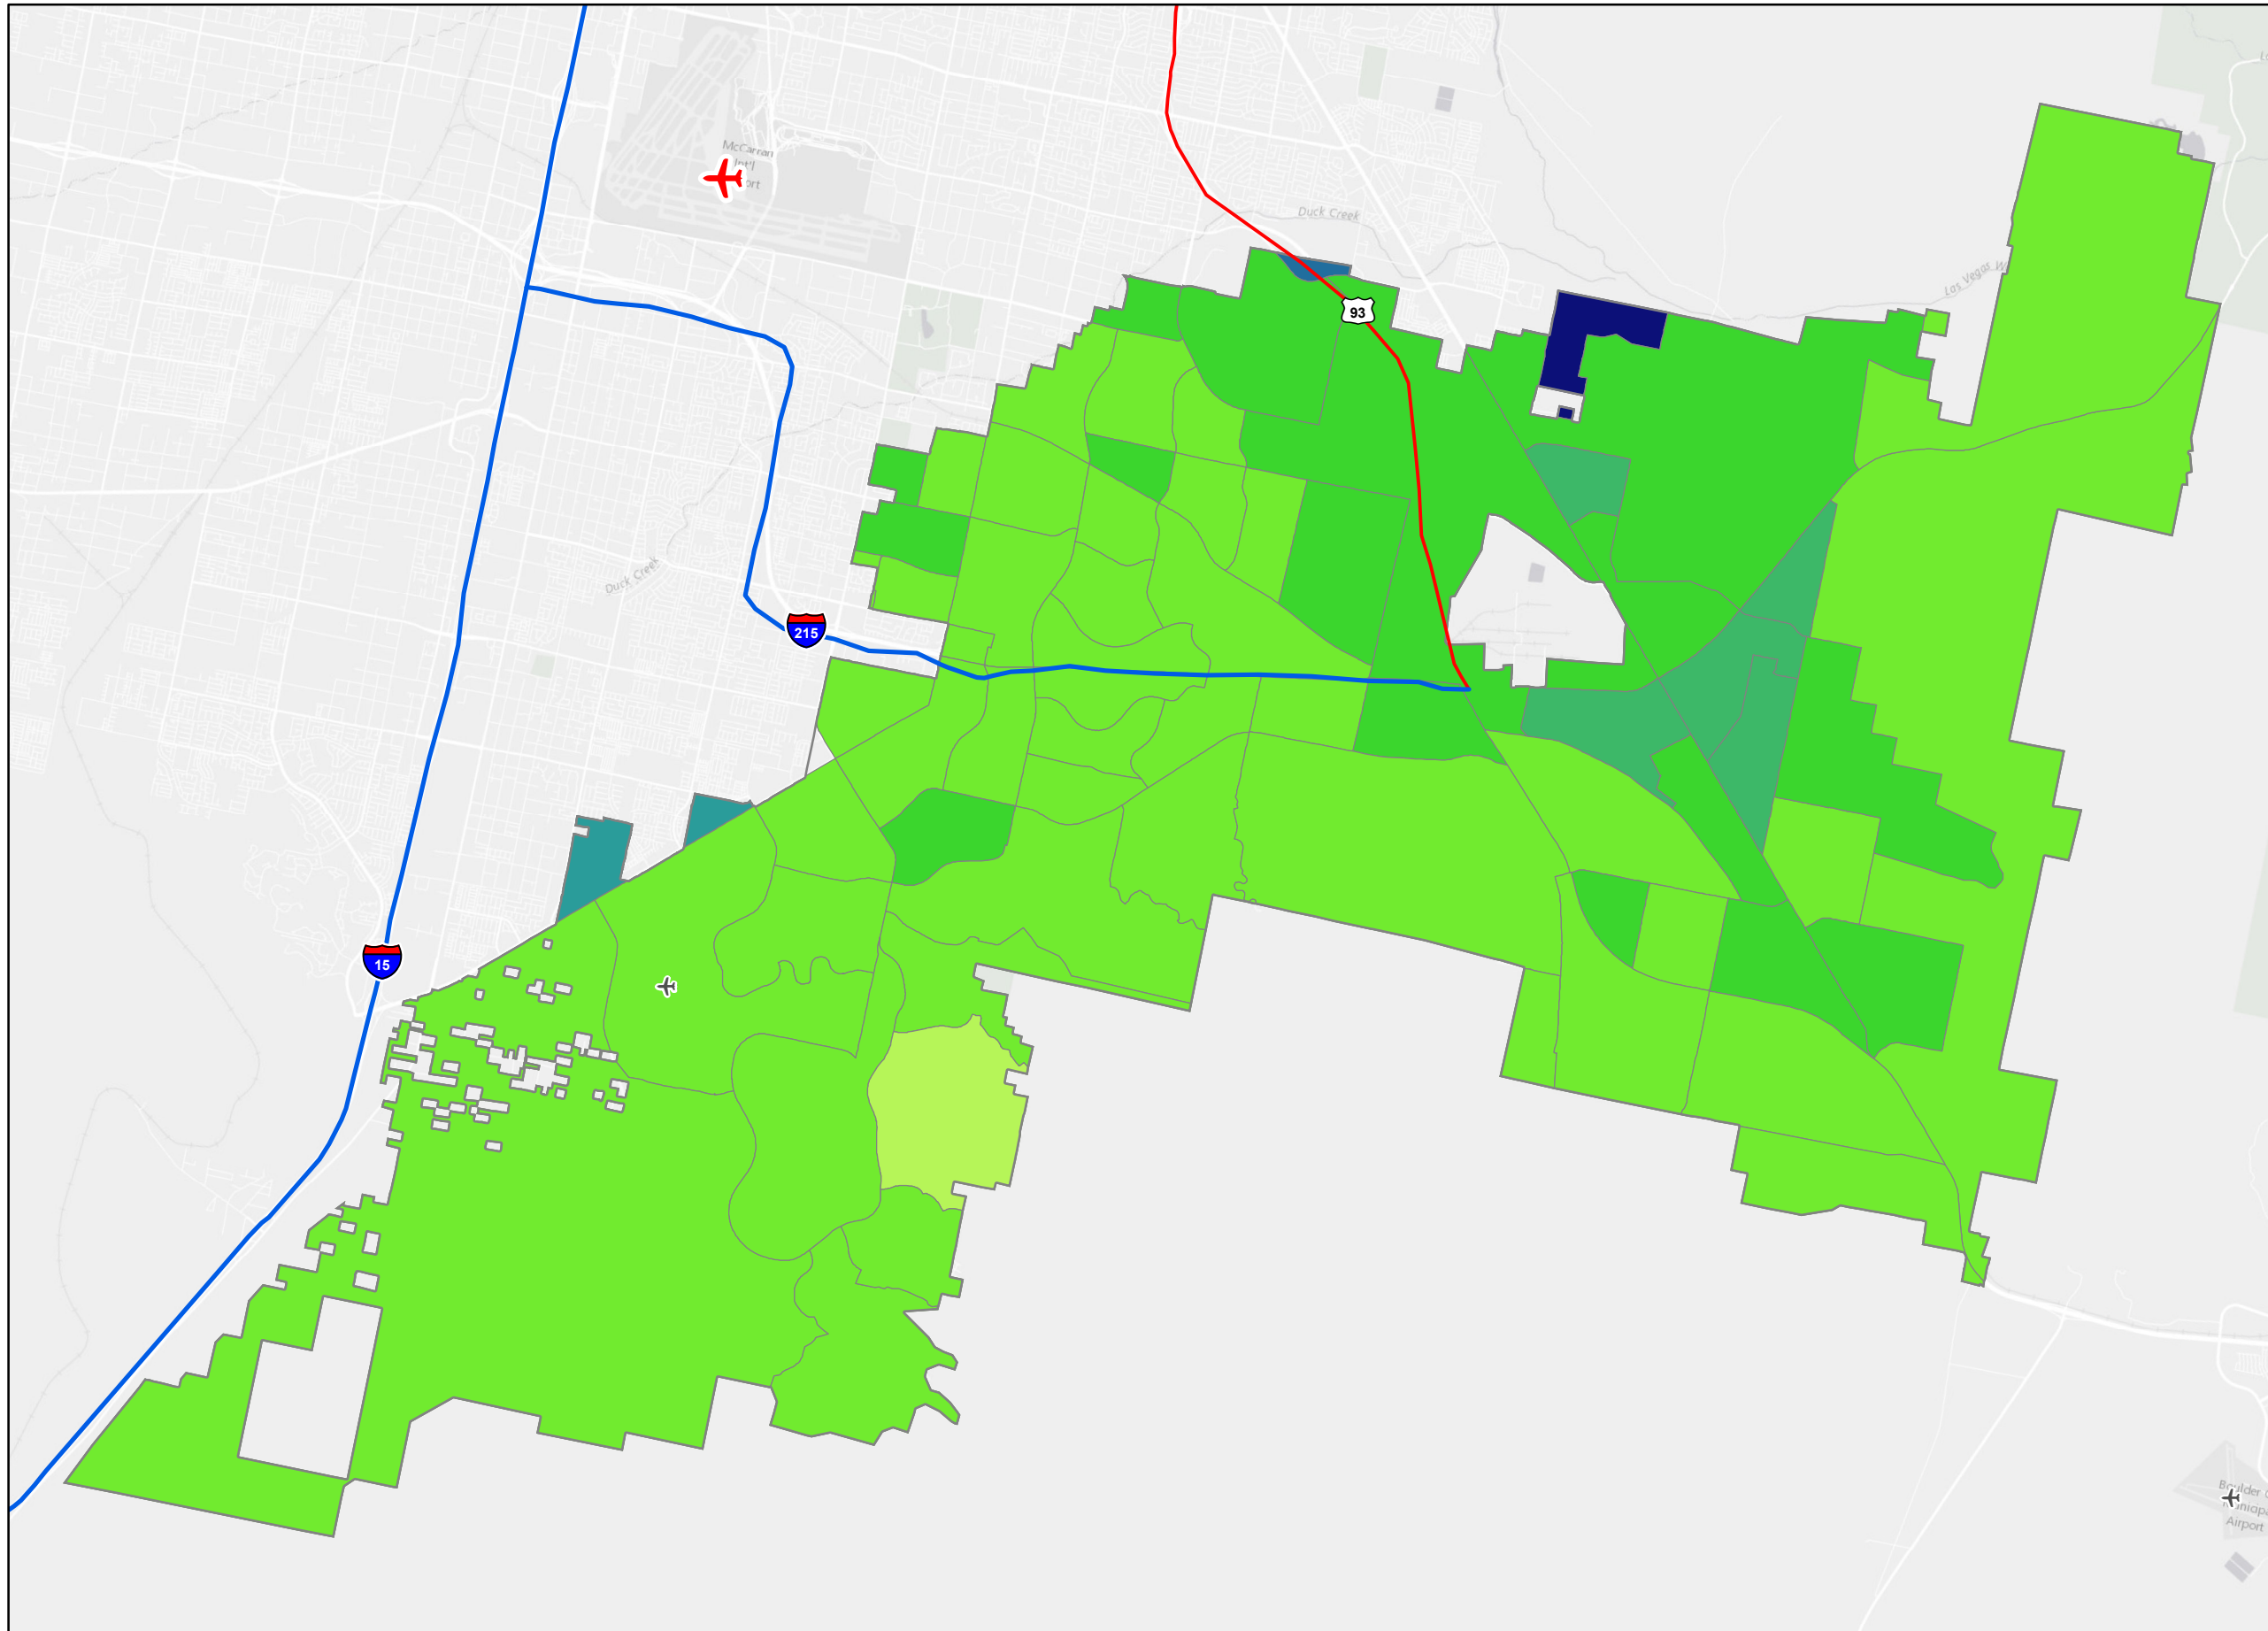 McCarran
Int'l
Duck Creek
Las Vegas W
93
Duck Creek
215
15
Airport